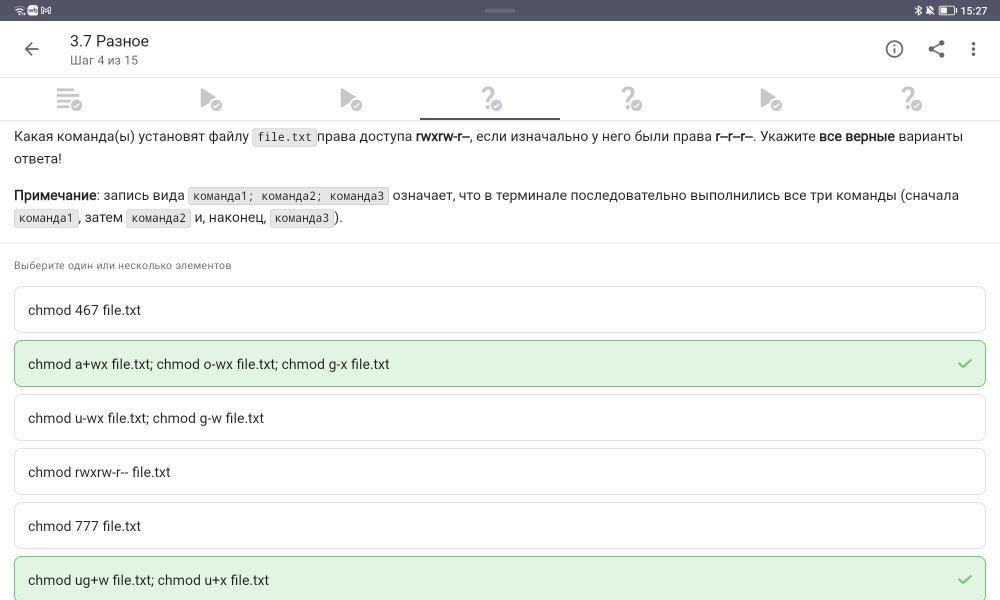 15:27
3.7 Разное
Шаг 4 из 15
Какая команда(ы) установят файлу file.txt права доступа rwxrw-r--, если изначально у него были права r--r--r--. Укажите все верные варианты
ответа!
Примечание: запись вида команда1; команда2; команда3 означает, что в терминале последовательно выполнились все три команды (сначала
команда1, затем команда2 и, наконец, команда3).
Выберите один или несколько элементов
chmod 467 file.txt
chmod a+wx file.txt; chmod o-wx file.txt; chmod g-x file.txt
chmod u-wx file.txt; chmod g-w file.txt
chmod rwxrw-r-- file.txt
chmod 777 file.txt
chmod ug+w file.txt; chmod u+x file.txt